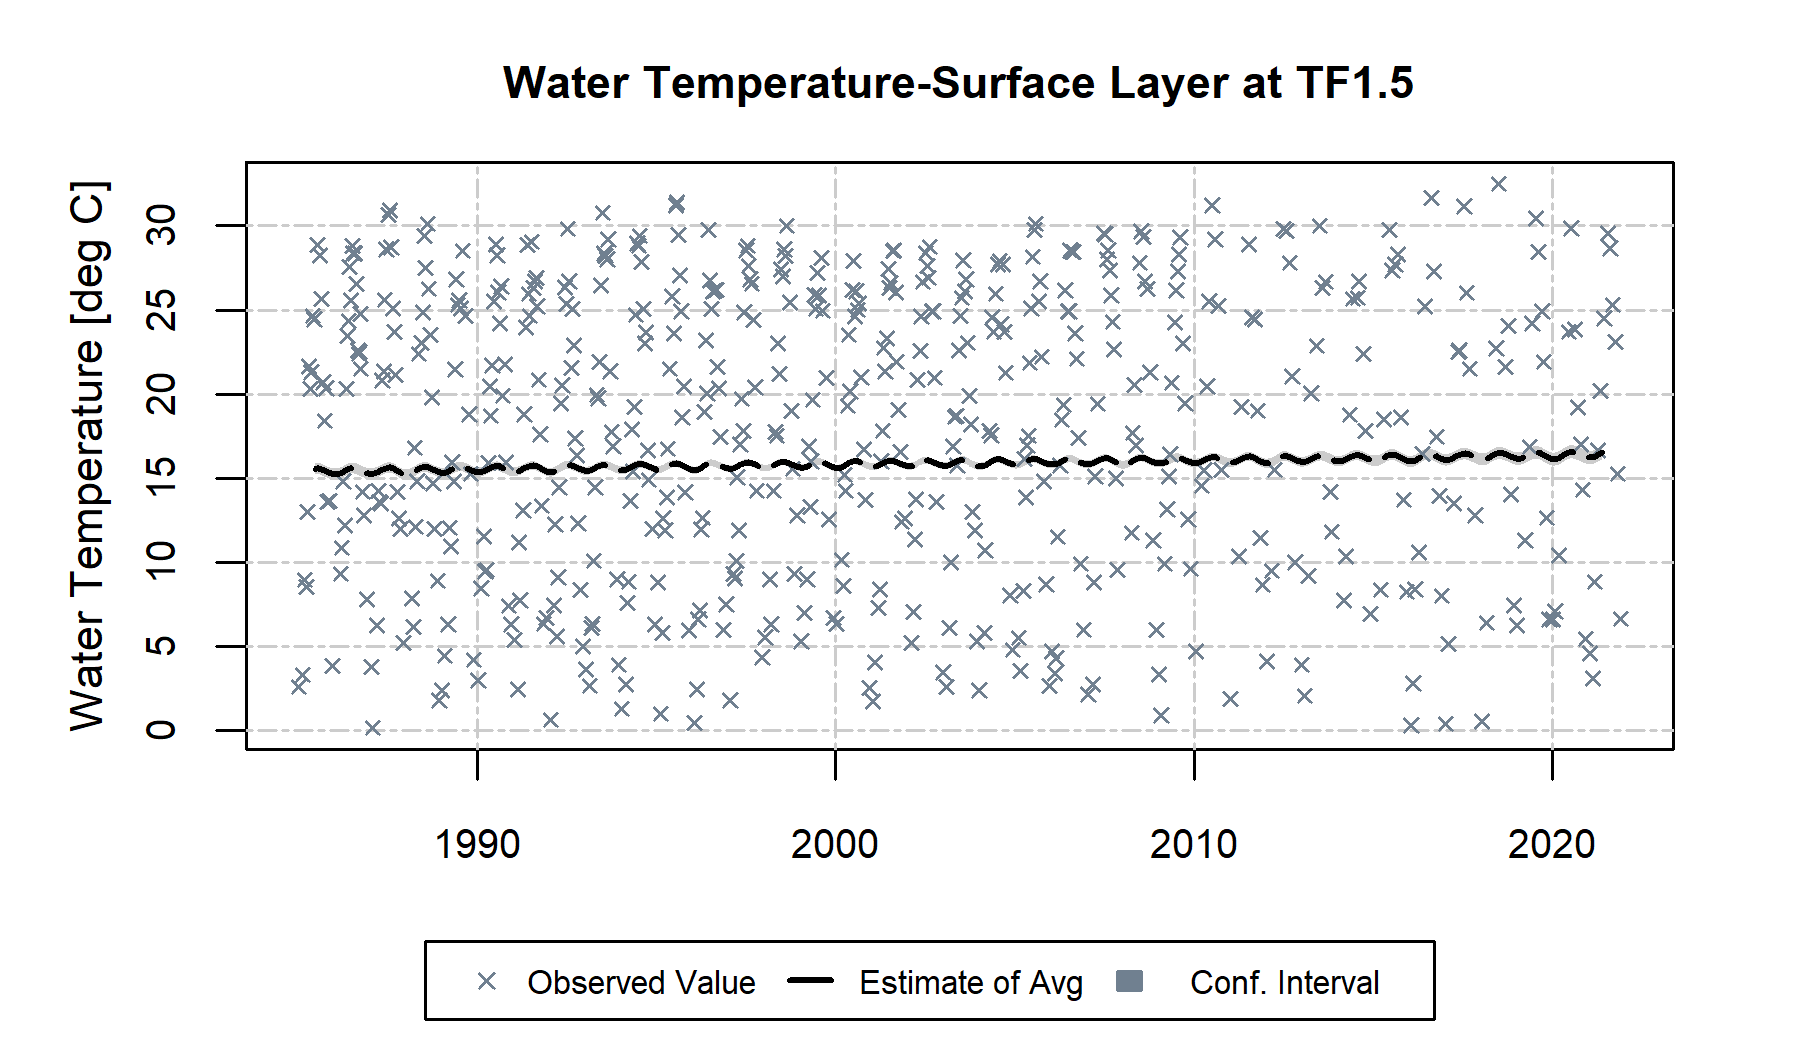 Water Temperature-Surface Layer at TF1.5
Water Temperature [deg C]
30
25
20
15
10
5
0
1990 2000 2010 2020
Observed Value Estimate of Avg Conf. Interval